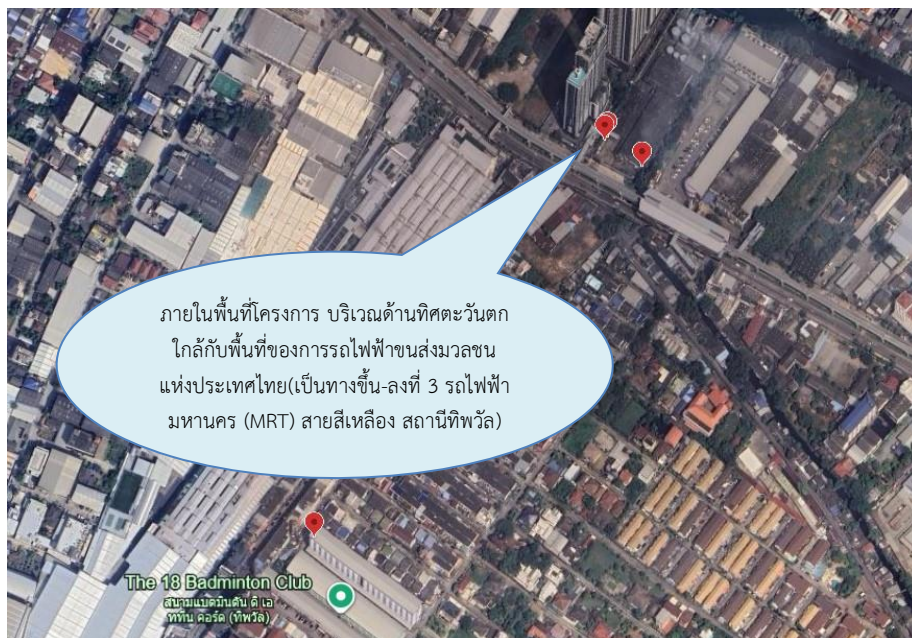 ภายในพื้นที่โครงการ บริเวณด้านทิศตะวันตก
ใกล้กับพื้นที่ของการรถไฟฟ้าขนส่งมวลชน
แห่งประเทศไทย(เป็นทางขึ้น-ลงที่ 3 รถไฟฟ้า
มหานคร (MRT) สายสีเหลือง สถานีทิพวัล)
The 18 Badminton Club
สนามแบดมินตัน ดิ เอ
ททีน คอร์ด (ทิพวัล)